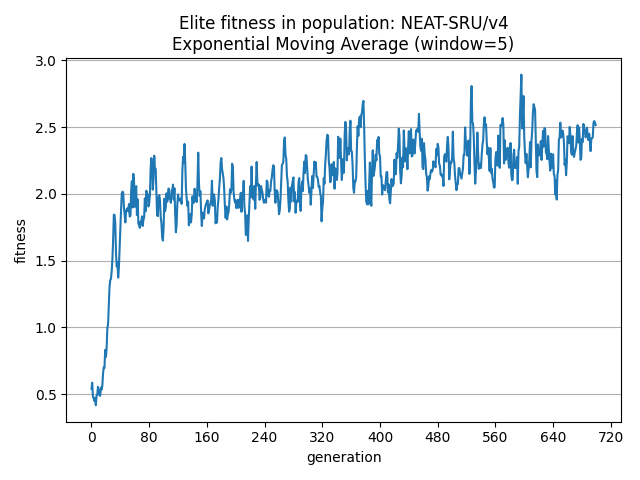 Elite fitness in population: NEAT-SRU/v4
Exponential Moving Average (window=5)
3.0
2.5
2.0
1.5
1.0
0.5
fitness
0 80 160 240 320 400 480 560 640 720
generation